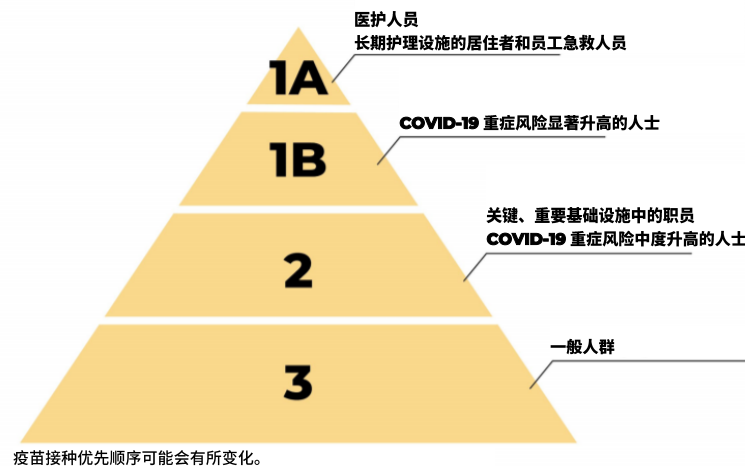 医护人员
长期护理设施的居住者和员工急救人员
1A
COVID-19 重症风险显著升高的人士
1B
关键、重要基础设施中的职员
COVID-19 重症风险中度升高的人士
2
一般人群
3
疫苗接种优先顺序可能会有所变化。